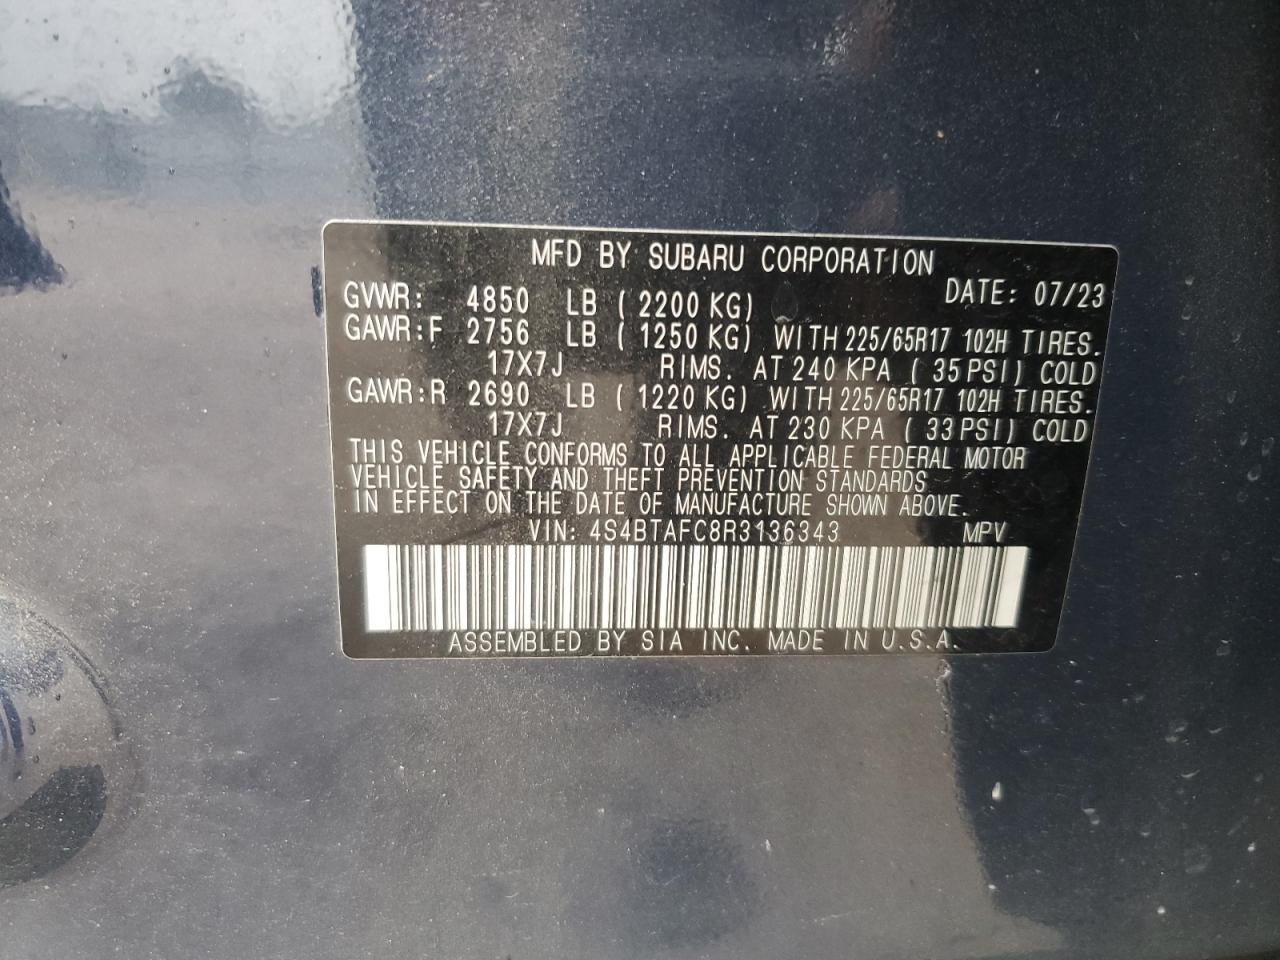 MFD BY SUBARU CORPORATION
DATE: 07/23
GVWR: 4850 LB (2200 KG)
GAWR:F 2756 LB (1250 KG) WITH 225/65R17 102H TIRES.
17X7J RIMS. AT 240 KPA (35 PSI) COLD
GAWR:R 2690 LB (1220 KG) WITH 225/65R17 102H TIRES.
17X7J RIMS. AT 230 KPA (33 PSI) COLD
THIS VEHICLE CONFORMS TO ALL APPLICABLE FEDERAL MOTOR
VEHICLE SAFETY AND THEFT PREVENTION STANDARDS
IN EFFECT ON THE DATE OF MANUFACTURE SHOWN ABOVE.
VIN: 4S4BTAFC8R3136343 MPV
ASSEMBLED BY SIA INC. MADE IN U.S.A.